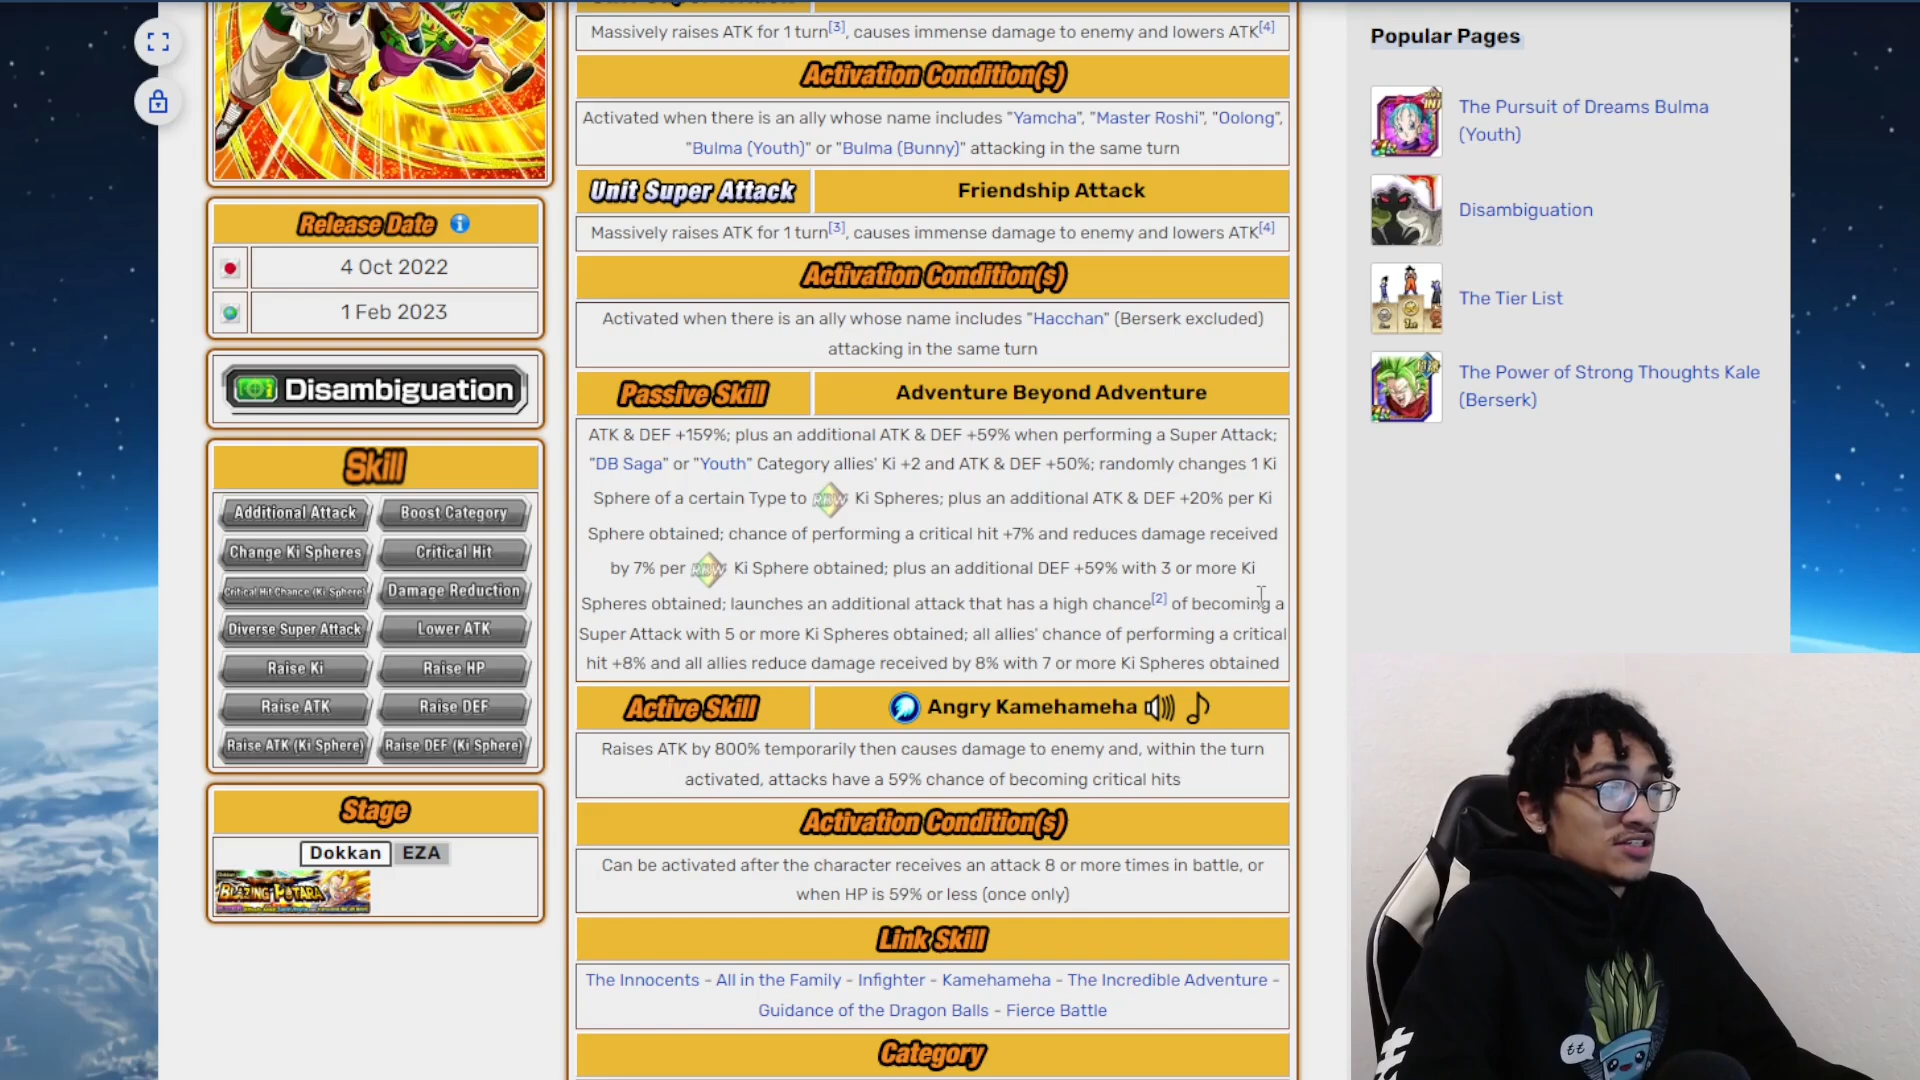 Massively raises ATK for 1 turn[3], causes immense damage to enemy and lowers ATK[4]
Activation Condition(s)
Activated when there is an ally whose name includes "Yamcha", "Master Roshi", "Oolong",
"Bulma (Youth)" or "Bulma (Bunny)" attacking in the same turn
Unit Super Attack
Friendship Attack
Massively raises ATK for 1 turn[3], causes immense damage to enemy and lowers ATK[4]
Activation Condition(s)
Activated when there is an ally whose name includes "Hacchan" (Berserk excluded)
attacking in the same turn
Passive Skill
Adventure Beyond Adventure
ATK & DEF +159%; plus an additional ATK & DEF +59% when performing a Super Attack;
"DB Saga" or "Youth" Category allies' Ki +2 and ATK & DEF +50%; randomly changes 1 Ki
Sphere of a certain Type to RBW Ki Spheres; plus an additional ATK & DEF +20% per Ki
Sphere obtained; chance of performing a critical hit +7% and reduces damage received
by 7% per RBW Ki Sphere obtained; plus an additional DEF +59% with 3 or more Ki
Spheres obtained; launches an additional attack that has a high chance[2] of becoming a
Super Attack with 5 or more Ki Spheres obtained; all allies' chance of performing a critical
hit +8% and all allies reduce damage received by 8% with 7 or more Ki Spheres obtained
Active Skill
Angry Kamehameha
Raises ATK by 800% temporarily then causes damage to enemy and, within the turn
activated, attacks have a 59% chance of becoming critical hits
Activation Condition(s)
Can be activated after the character receives an attack 8 or more times in battle, or
when HP is 59% or less (once only)
Link Skill
The Innocents - All in the Family - Infighter - Kamehameha - The Incredible Adventure -
Guidance of the Dragon Balls - Fierce Battle
Category
Release Date
4 Oct 2022
1 Feb 2023
Disambiguation
Skill
Additional Attack
Boost Category
Change Ki Spheres
Critical Hit
Critical Hit Chance (Ki Sphere)
Damage Reduction
Diverse Super Attack
Lower ATK
Raise Ki
Raise HP
Raise ATK
Raise DEF
Raise ATK (Ki Sphere)
Raise DEF (Ki Sphere)
Stage
Dokkan
EZA
BLAZING POTARA
Popular Pages
The Pursuit of Dreams Bulma
(Youth)
Disambiguation
The Tier List
The Power of Strong Thoughts Kale
(Berserk)